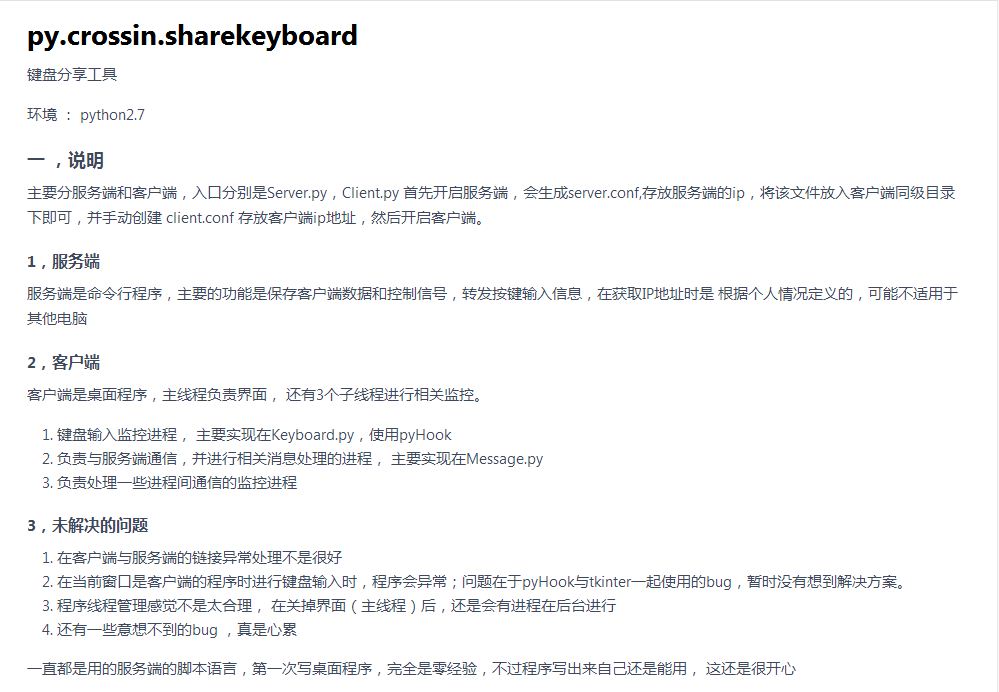 py.crossin.sharekeyboard
键盘分享工具
环境 ： python2.7
一 ，说明
主要分服务端和客户端，入口分别是Server.py，Client.py 首先开启服务端，会生成server.conf,存放服务端的ip，将该文件放入客户端同级目录
下即可，并手动创建 client.conf 存放客户端ip地址，然后开启客户端。
1，服务端
服务端是命令行程序，主要的功能是保存客户端数据和控制信号，转发按键输入信息，在获取IP地址时是 根据个人情况定义的，可能不适用于
其他电脑
2，客户端
客户端是桌面程序，主线程负责界面， 还有3个子线程进行相关监控。
1. 键盘输入监控进程， 主要实现在Keyboard.py，使用pyHook
2. 负责与服务端通信，并进行相关消息处理的进程， 主要实现在Message.py
3. 负责处理一些进程间通信的监控进程
3，未解决的问题
1. 在客户端与服务端的链接异常处理不是很好
2. 在当前窗口是客户端的程序时进行键盘输入时，程序会异常；问题在于pyHook与tkinter一起使用的bug，暂时没有想到解决方案。
3. 程序线程管理感觉不是太合理， 在关掉界面（主线程）后，还是会有进程在后台进行
4. 还有一些意想不到的bug ，真是心累
一直都是用的服务端的脚本语言，第一次写桌面程序，完全是零经验，不过程序写出来自己还是能用， 这还是很开心